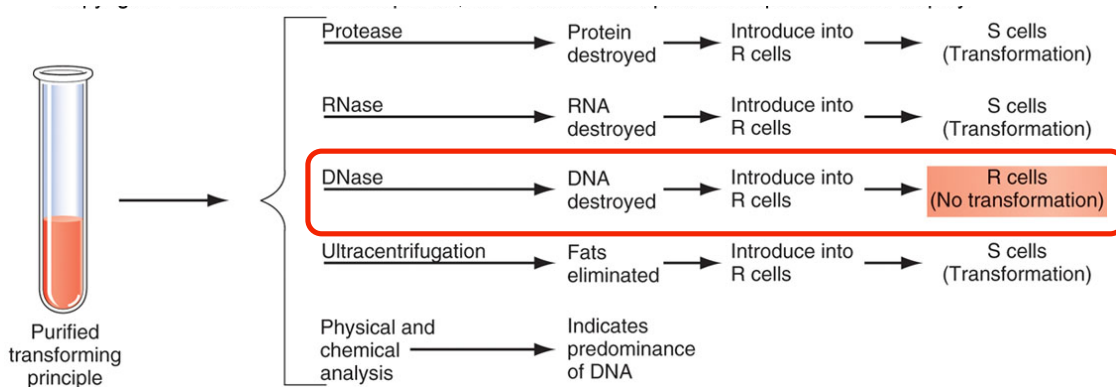 Protease
Protein
destroyed
Introduce into
R cells
S cells
(Transformation)
RNase
RNA
destroyed
Introduce into
R cells
S cells
(Transformation)
DNase
DNA
destroyed
Introduce into
R cells
R cells
(No transformation)
Ultracentrifugation
Fats
eliminated
Introduce into
R cells
S cells
(Transformation)
Physical and
chemical
analysis
Indicates
predominance
of DNA
Purified
transforming
principle